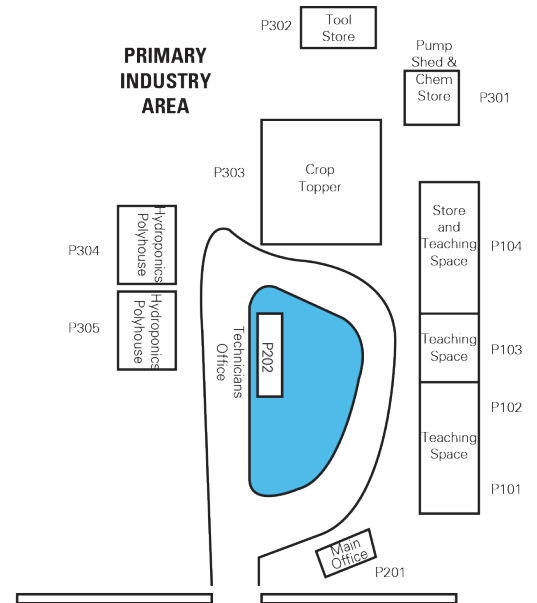 P302
Tool
Store
PRIMARY
INDUSTRY
AREA
Pump
Shed &
Chem
Store
P301
P303
Crop
Topper
P304
Hydroponics
Polyhouse
Store
and
Teaching
Space
P104
P305
Hydroponics
Polyhouse
Technicians
Office
P202
Teaching
Space
P103
P102
Teaching
Space
P101
Main
Office
P201